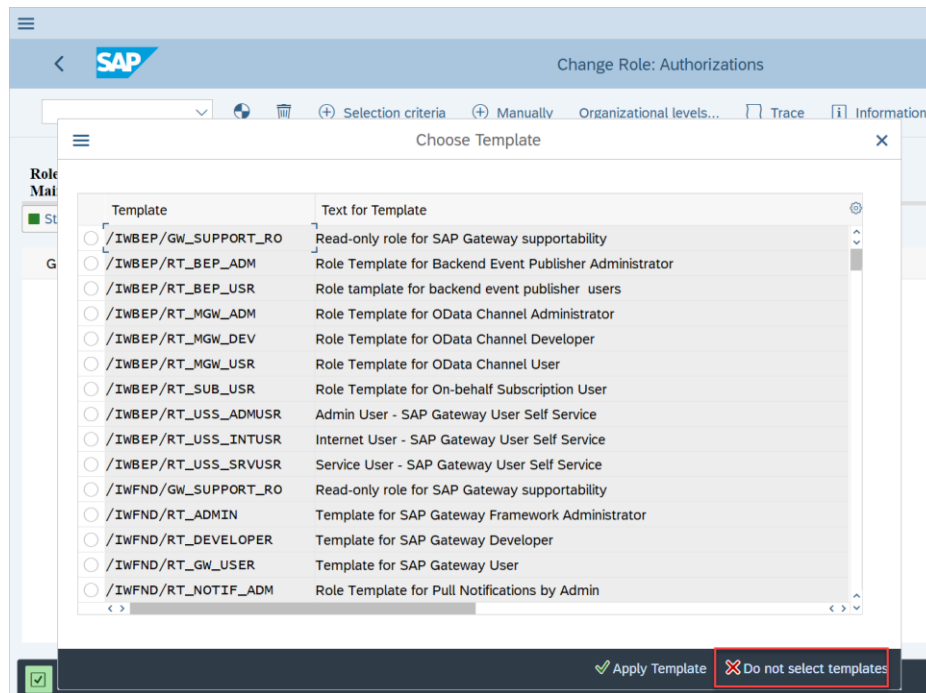 SAP
Change Role: Authorizations
Selection criteria Manually Organizational levels... Trace Information
Choose Template
Role
Mai
St
G
Template Text for Template
/IWBEP/GW_SUPPORT_RO Read-only role for SAP Gateway supportability
/IWBEP/RT_BEP_ADM Role Template for Backend Event Publisher Administrator
/IWBEP/RT_BEP_USR Role tamplate for backend event publisher users
/IWBEP/RT_MGW_ADM Role Template for OData Channel Administrator
/IWBEP/RT_MGW_DEV Role Template for OData Channel Developer
/IWBEP/RT_MGW_USR Role Template for OData Channel User
/IWBEP/RT_SUB_USR Role Template for On-behalf Subscription User
/IWBEP/RT_USS_ADMUSR Admin User - SAP Gateway User Self Service
/IWBEP/RT_USS_INTUSR Internet User - SAP Gateway User Self Service
/IWBEP/RT_USS_SRVUSR Service User - SAP Gateway User Self Service
/IWFND/GW_SUPPORT_RO Read-only role for SAP Gateway supportability
/IWFND/RT_ADMIN Template for SAP Gateway Framework Administrator
/IWFND/RT_DEVELOPER Template for SAP Gateway Developer
/IWFND/RT_GW_USER Template for SAP Gateway User
/IWFND/RT_NOTIF_ADM Role Template for Pull Notifications by Admin
Apply Template Do not select templates